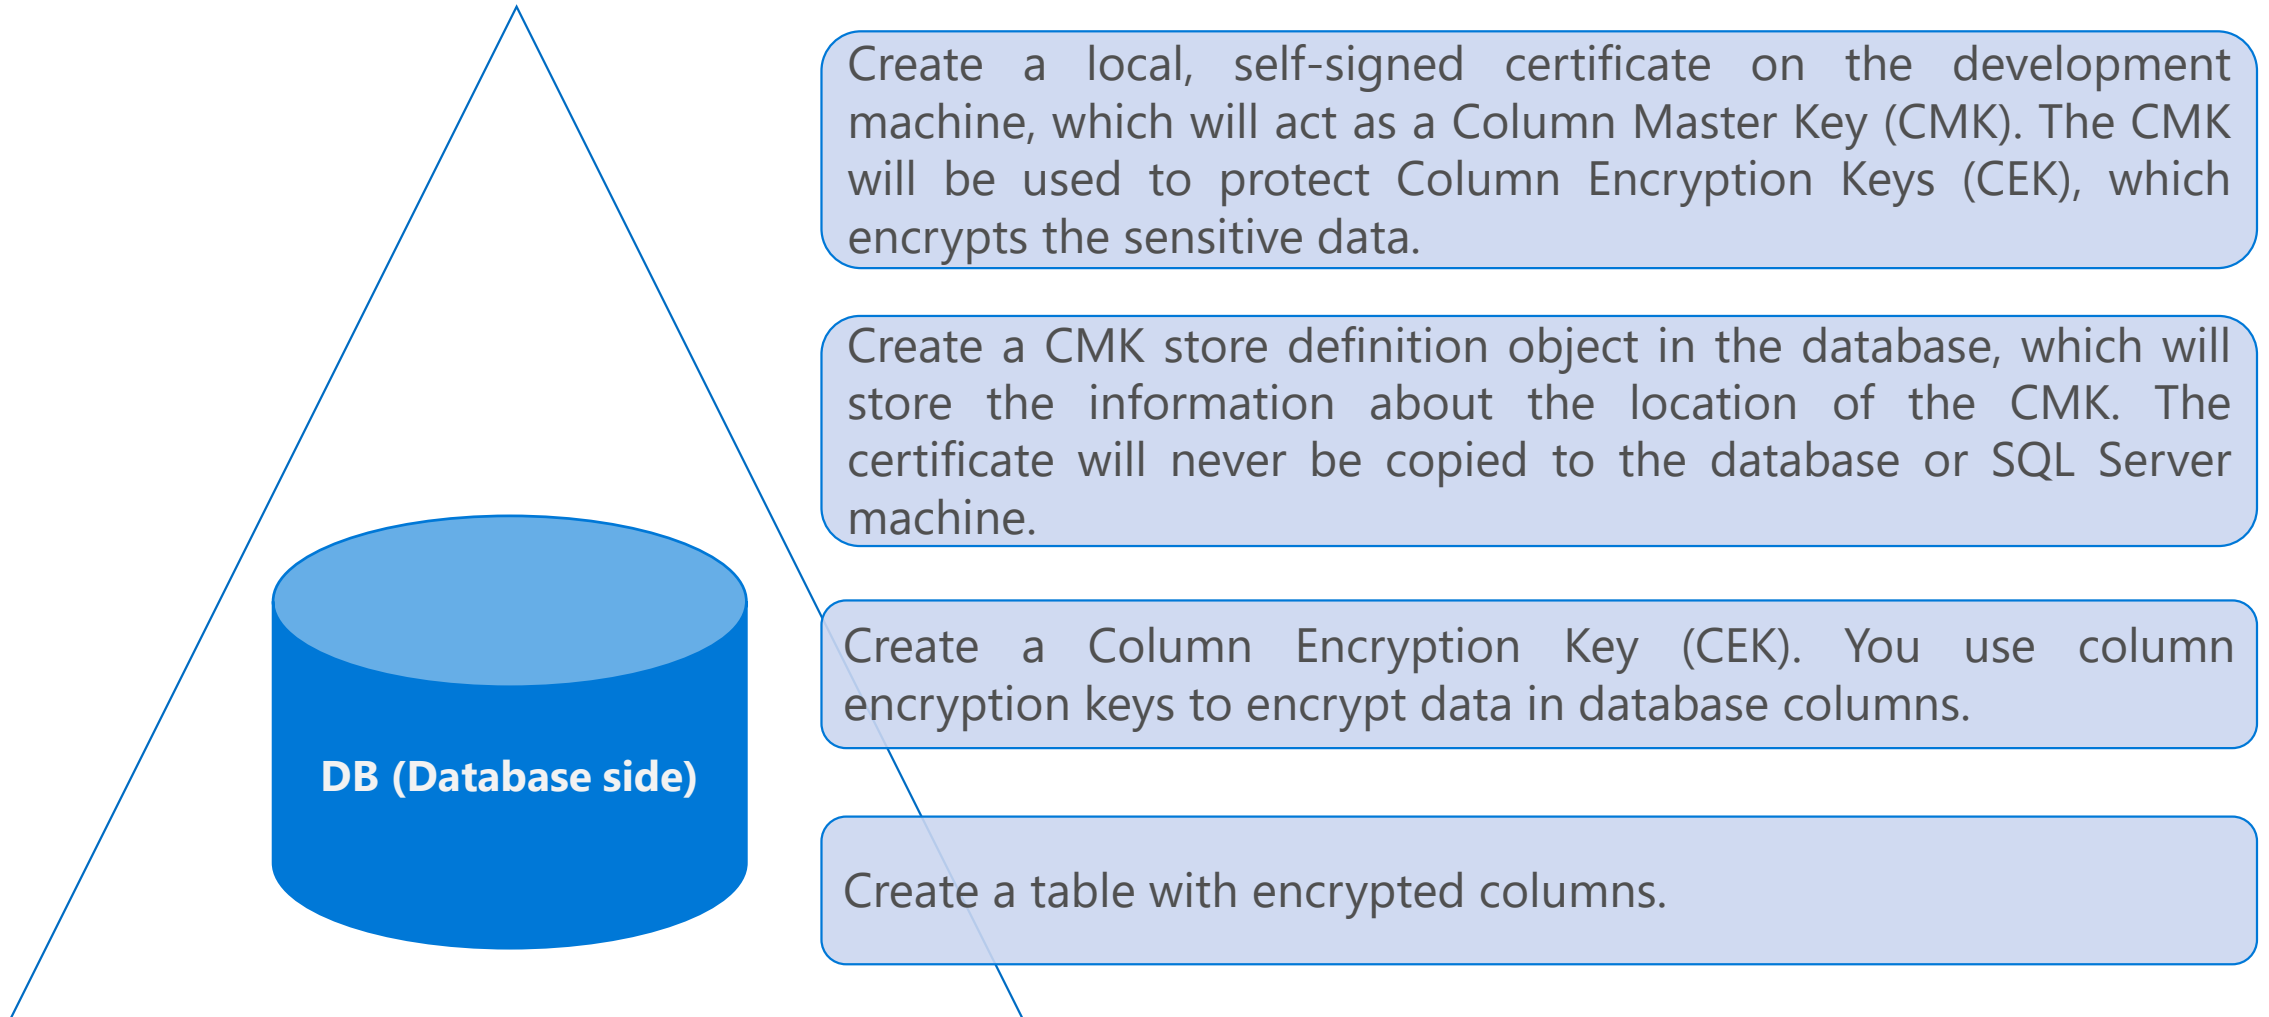 Create a local, self-signed certificate on the development
machine, which will act as a Column Master Key (CMK). The CMK
will be used to protect Column Encryption Keys (CEK), which
encrypts the sensitive data.
Create a CMK store definition object in the database, which will
store the information about the location of the CMK. The
certificate will never be copied to the database or SQL Server
machine.
Create a Column Encryption Key (CEK). You use column
encryption keys to encrypt data in database columns.
DB (Database side)
Create a table with encrypted columns.